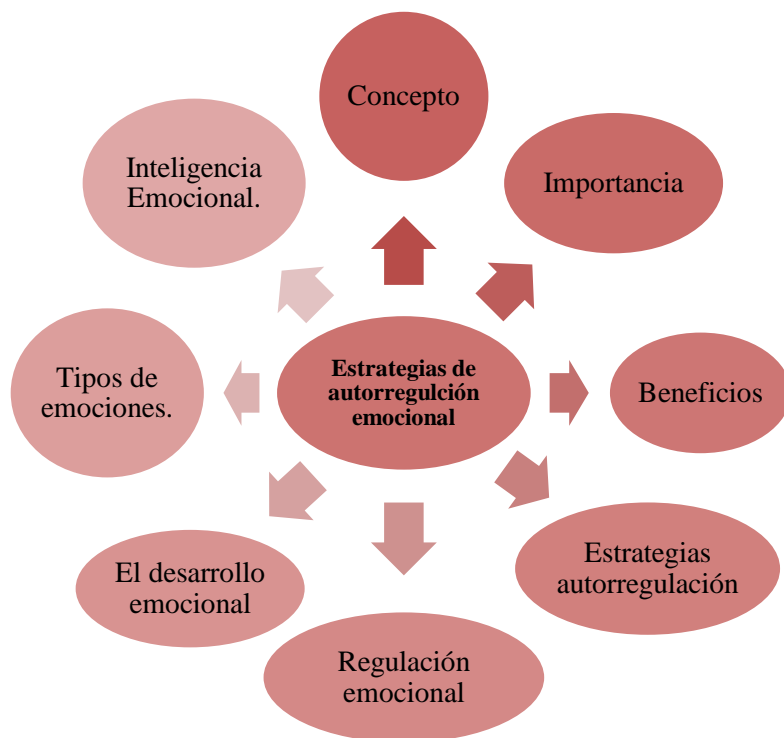 Concepto
Importancia
Beneficios
Estrategias
autorregulación
Regulación
emocional
El desarrollo
emocional
Tipos de
emociones.
Inteligencia
Emocional.
Estrategias de
autorregulción
emocional